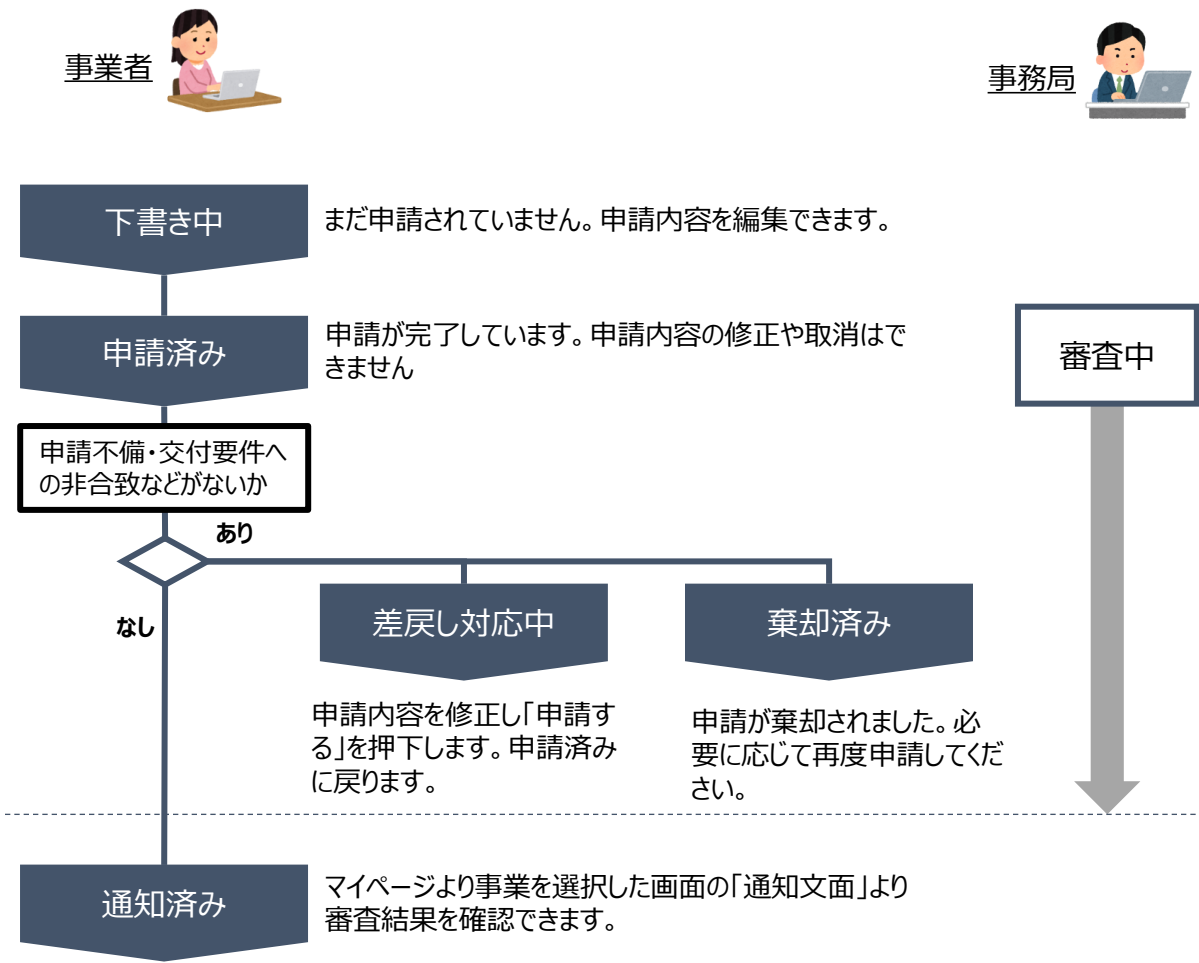 事業者
事務局
下書き中
まだ申請されていません。申請内容を編集できます。
申請済み
申請が完了しています。申請内容の修正や取消はで
きません
審査中
申請不備・交付要件へ
の非合致などがないか
あり
なし
差戻し対応中
棄却済み
申請内容を修正し「申請す
る」を押下します。申請済み
に戻ります。
申請が棄却されました。必
要に応じて再度申請してくだ
さい。
通知済み
マイページより事業を選択した画面の「通知文面」より
審査結果を確認できます。